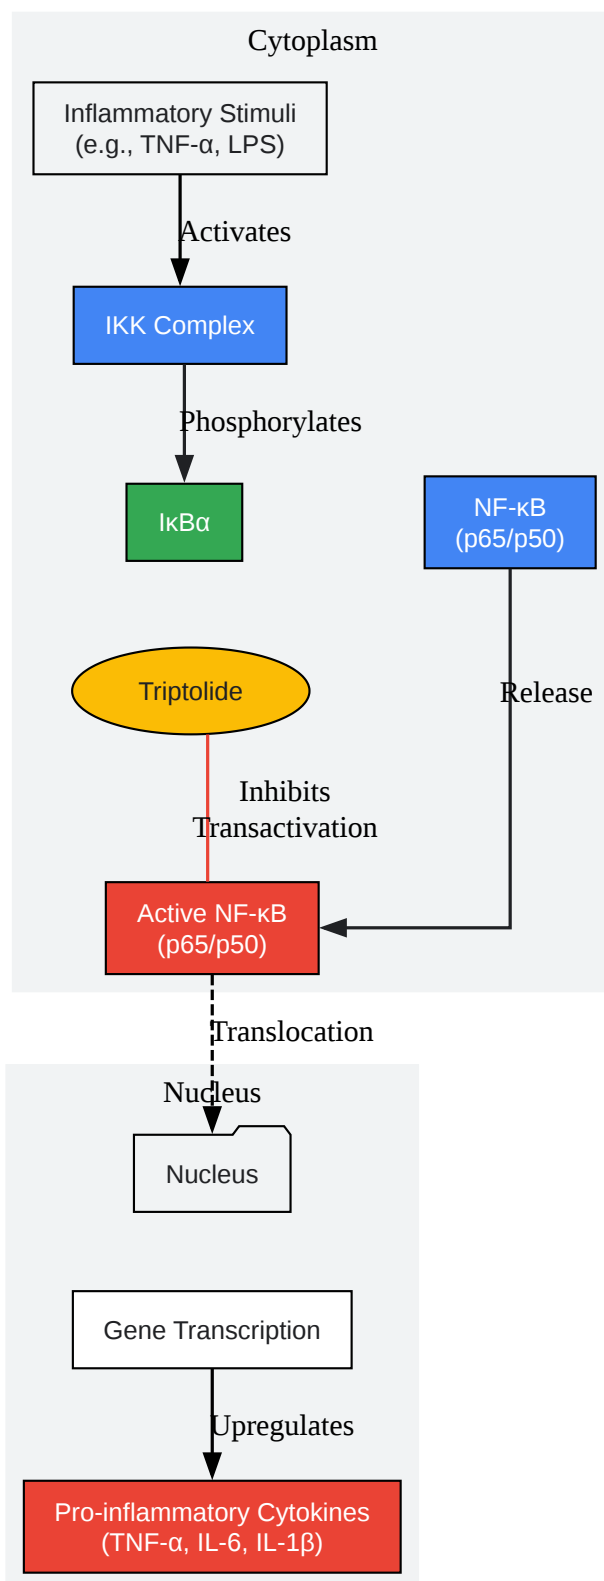 Cytoplasm
Inflammatory Stimuli
(e.g., TNF-α, LPS)
Activates
IKK Complex
Phosphorylates
IκBα
NF-κB
(p65/p50)
Triptolide
Release
Inhibits
Transactivation
Active NF-κB
(p65/p50)
Translocation
Nucleus
Nucleus
Gene Transcription
Upregulates
Pro-inflammatory Cytokines
(TNF-α, IL-6, IL-1β)